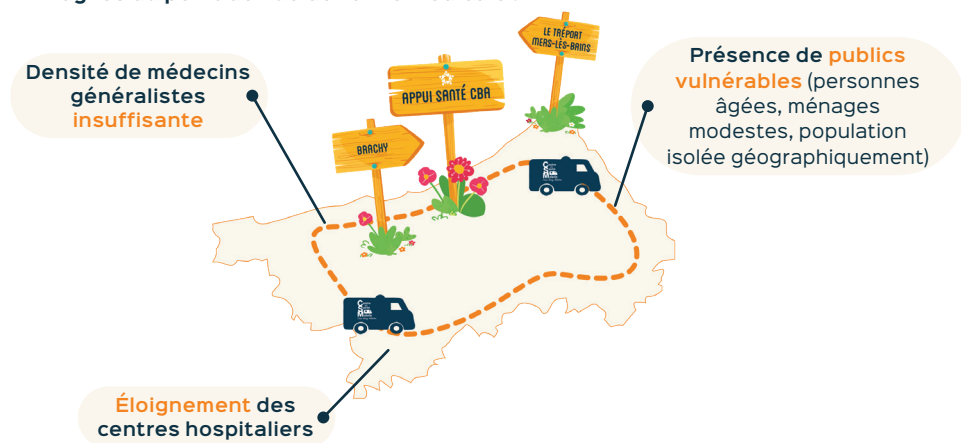 LE TRÉPORT
MERS-LÈS-BAINS
Densité de médecins
généralistes
insuffisante
APPUI SANTÉ CBA
BRACHY
Présence de publics
vulnérables (personnes
âgées, ménages
modestes, population
isolée géographiquement)
Éloignement des
centres hospitaliers